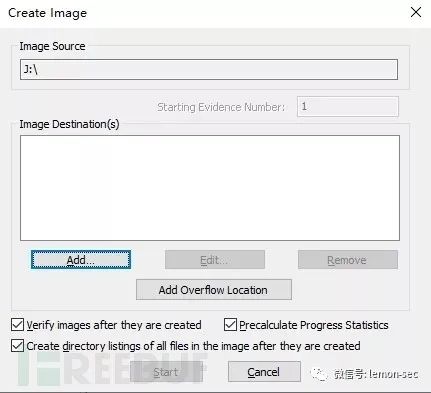 Create Image
Image Source
J:\
Starting Evidence Number: 1
Image Destination(s)
Add... Edit... Remove
Add Overflow Location
Verify images after they are created Precalculate Progress Statistics
Create directory listings of all files in the image after they are created
Start Cancel
FREEBUF
微信号: lemon-sec